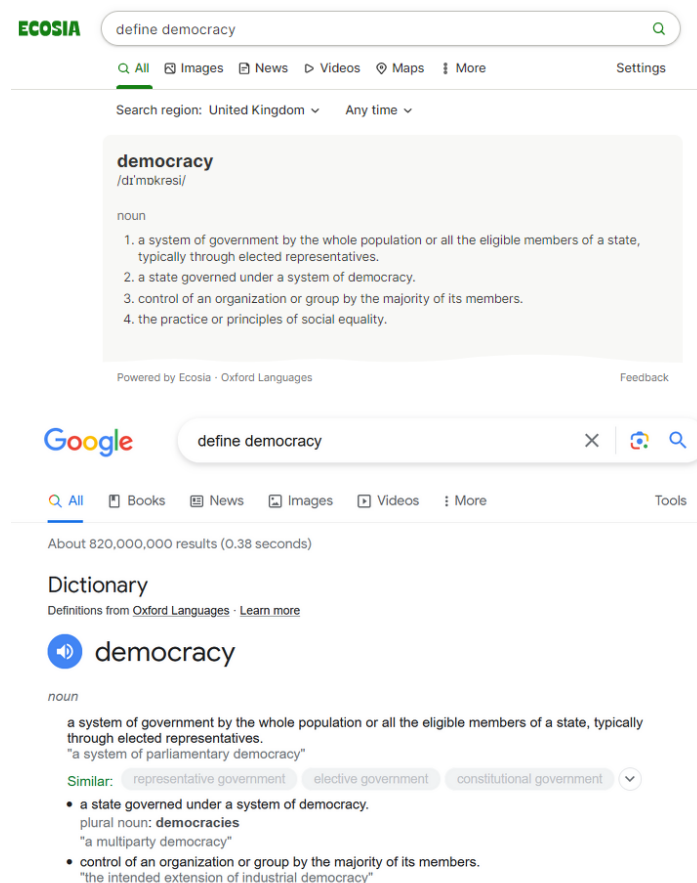 ECOSIA define democracy
All Images News Videos Maps More Settings
Search region: United Kingdom Any time
democracy
/dɪˈmɒkrəsi/
noun
1. a system of government by the whole population or all the eligible members of a state,
typically through elected representatives.
2. a state governed under a system of democracy.
3. control of an organization or group by the majority of its members.
4. the practice or principles of social equality.
Powered by Ecosia · Oxford Languages Feedback
Google define democracy
All Books News Images Videos More Tools
About 820,000,000 results (0.38 seconds)
Dictionary
Definitions from Oxford Languages · Learn more
democracy
noun
a system of government by the whole population or all the eligible members of a state, typically
through elected representatives.
"a system of parliamentary democracy"
Similar: representative government elective government constitutional government
• a state governed under a system of democracy.
plural noun: democracies
"a multiparty democracy"
• control of an organization or group by the majority of its members.
"the intended extension of industrial democracy"